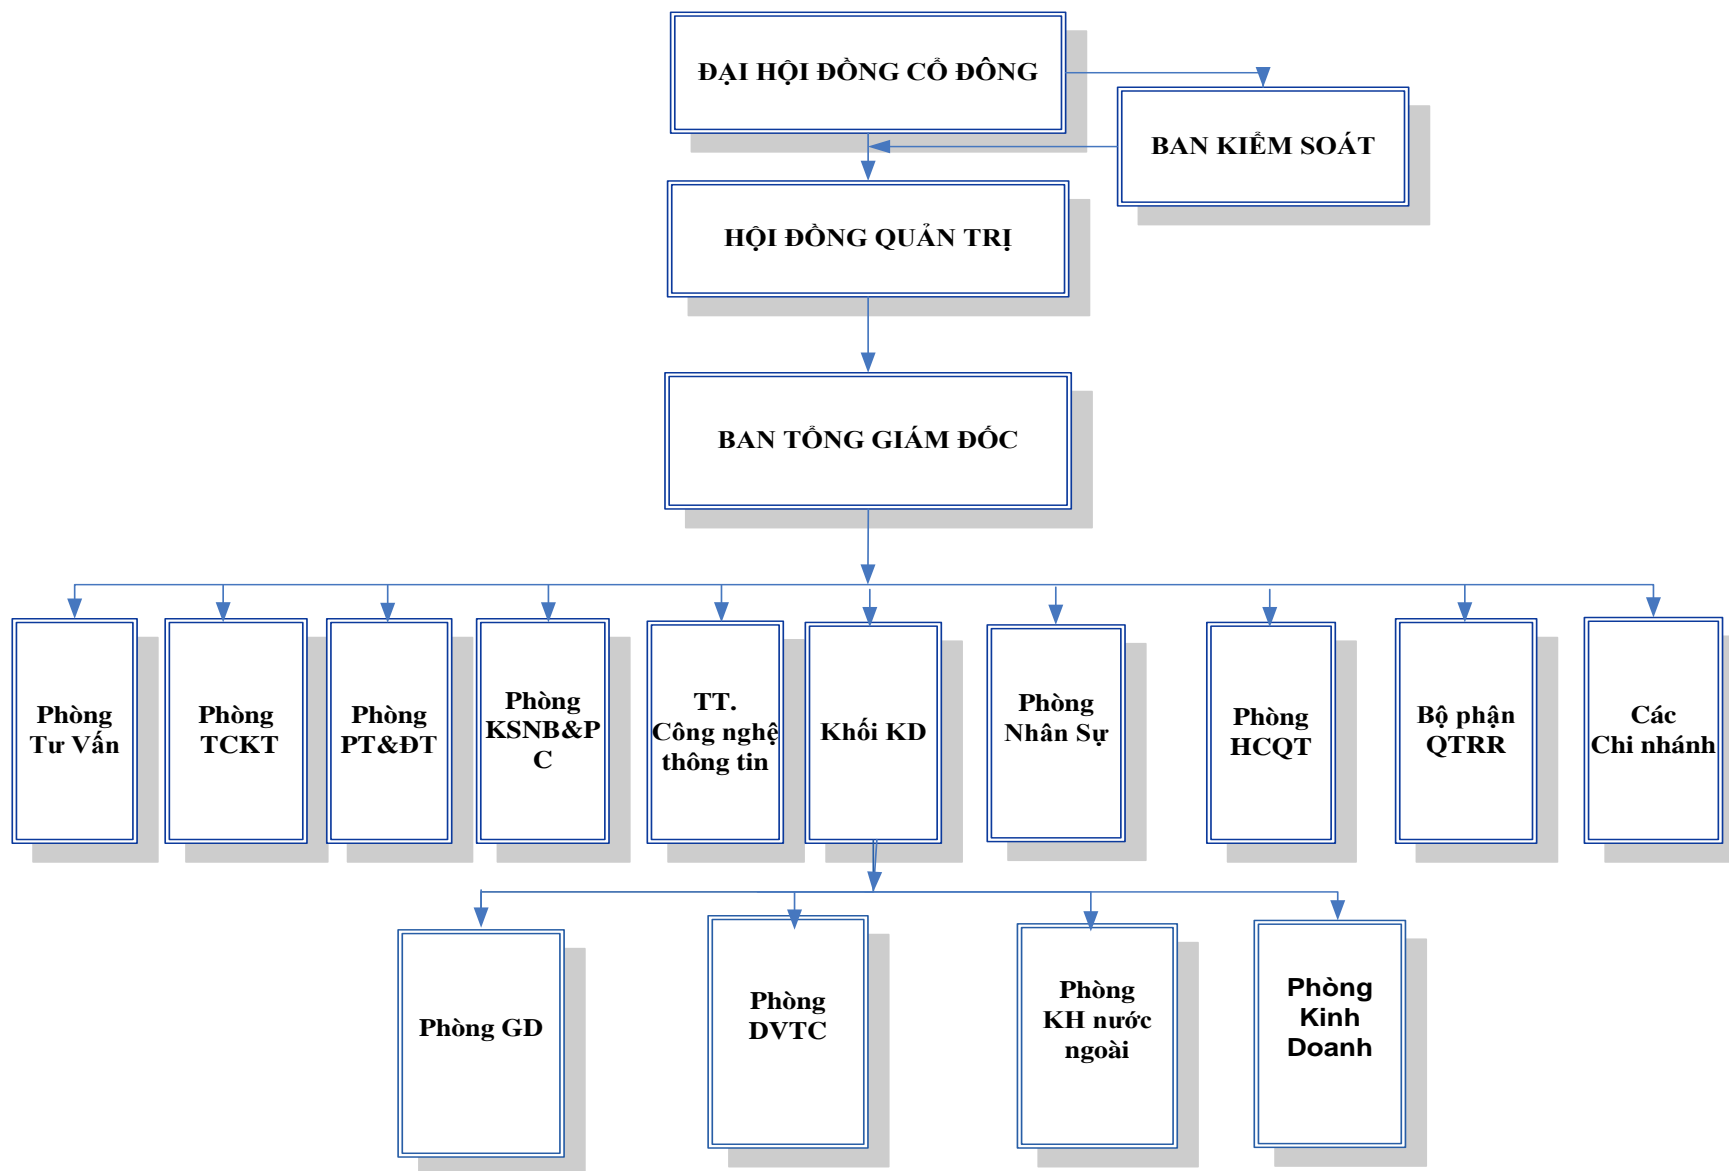 ĐẠI HỘI ĐỒNG CỔ ĐÔNG
BAN KIỂM SOÁT
HỘI ĐỒNG QUẢN TRỊ
BAN TỔNG GIÁM ĐỐC
Phòng
Tư Vấn
Phòng
TCKT
Phòng
PT&ĐT
Phòng
KSNB&P
C
TT.
Công nghệ
thông tin
Khối KD
Phòng
Nhân Sự
Phòng
HCQT
Bộ phận
QTRR
Các
Chi nhánh
Phòng GD
Phòng
DVTC
Phòng
KH nước
ngoài
Phòng
Kinh
Doanh